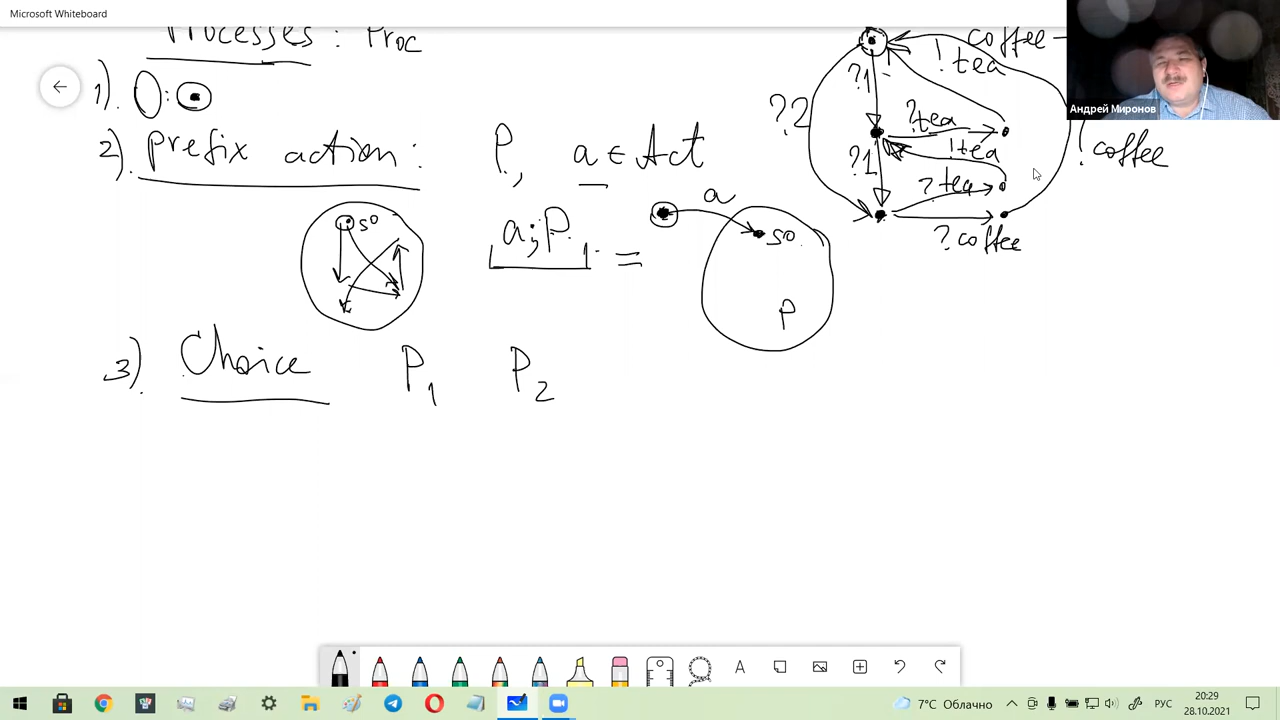 Microsoft Whiteboard
Processes : Proc
1). 0 :
2). prefix action : P, a ∈ Act
s⁰
a; P. =
a
s⁰.
P
3). Choice P₁ P₂
coffee –
!tea
?1
?2
?tea
!tea
?1
?tea
!coffee
?coffee
Андрей Миронов
A
7°C Облачно
РУС
20:29
28.10.2021